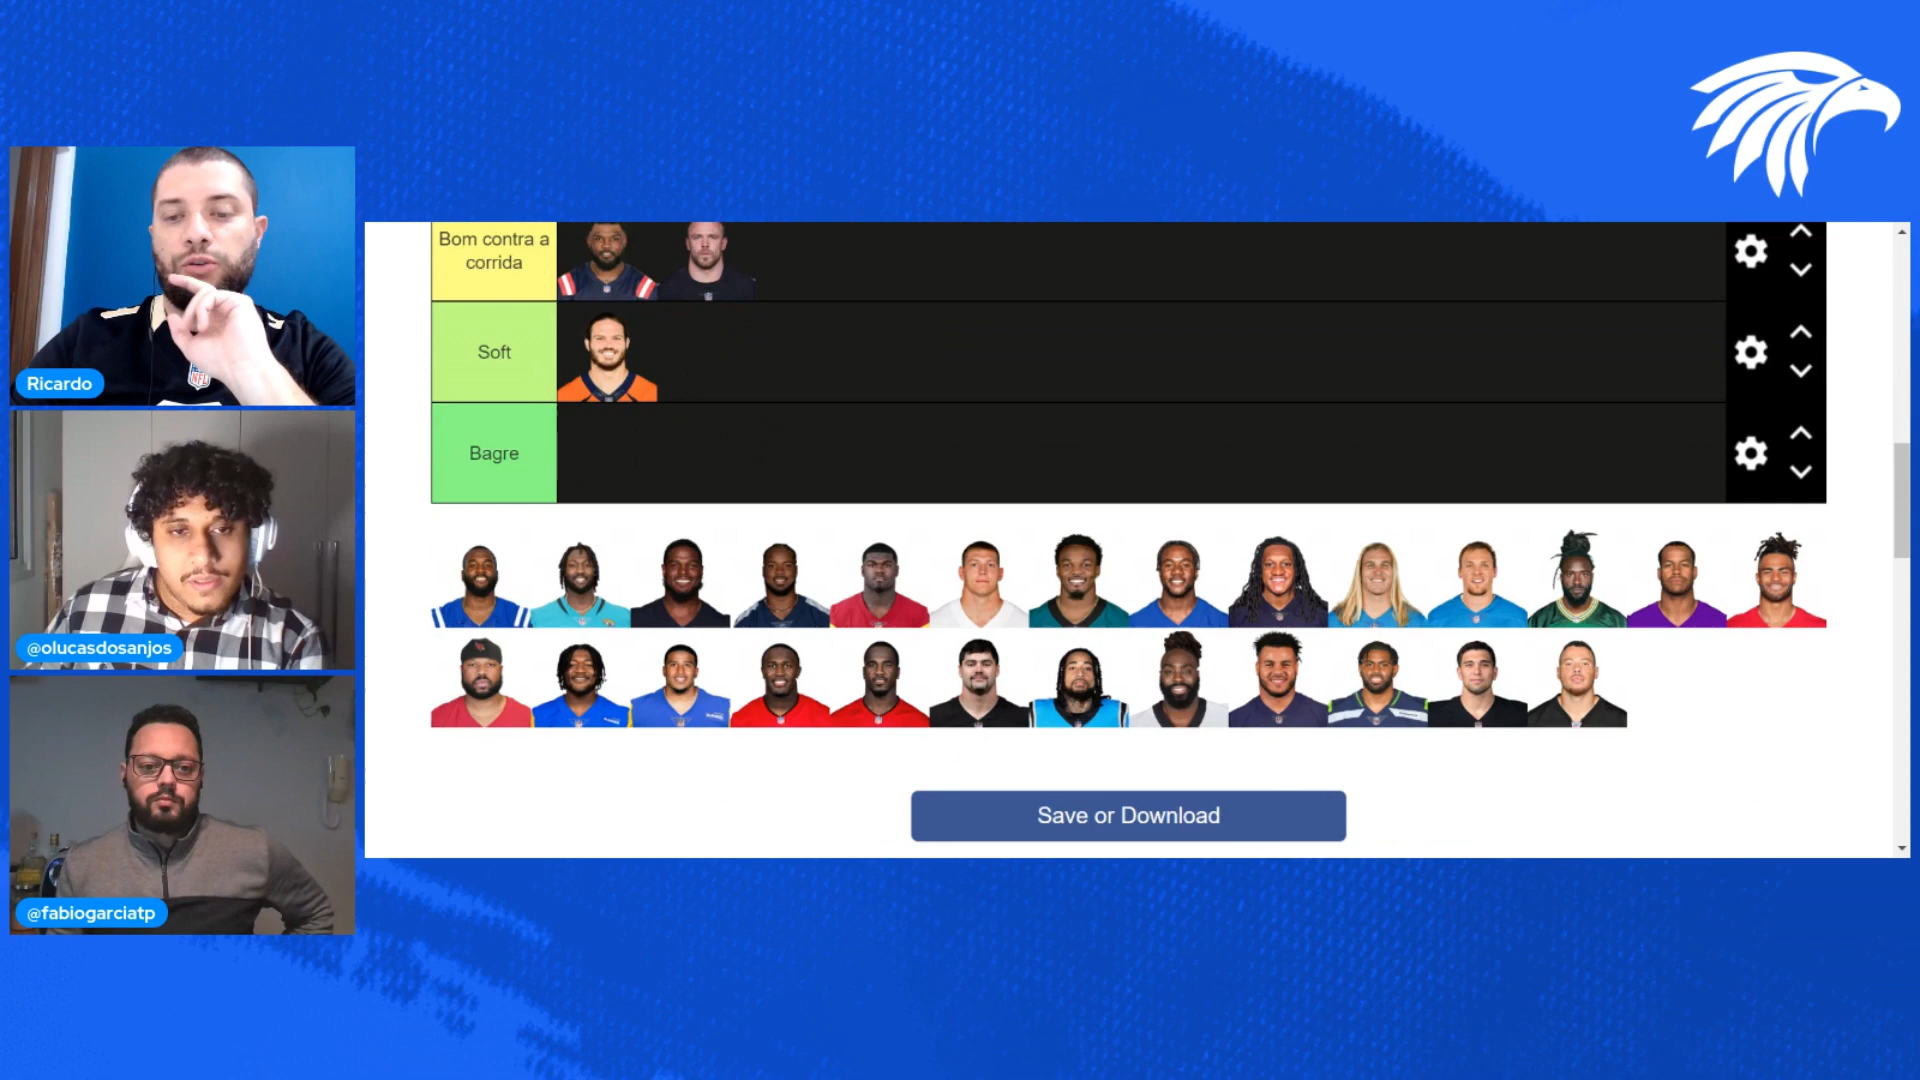 Ricardo
@olucasdosanjos
@fabiogarciatp
Bom contra a
corrida
Soft
Bagre
Save or Download